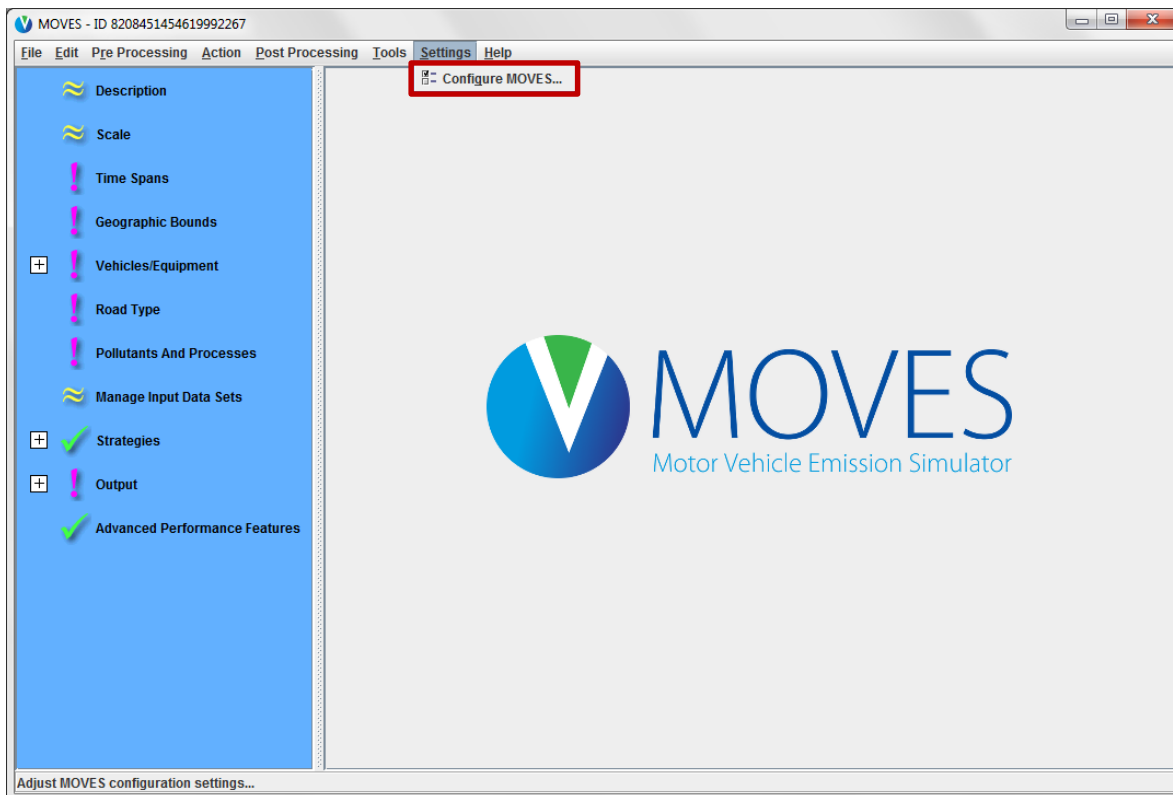 MOVES - ID 8208451454619992267
File Edit Pre Processing Action Post Processing Tools Settings Help
Configure MOVES...
Description
Scale
Time Spans
Geographic Bounds
Vehicles/Equipment
Road Type
Pollutants And Processes
Manage Input Data Sets
Strategies
Output
Advanced Performance Features
MOVES
Motor Vehicle Emission Simulator
Adjust MOVES configuration settings...